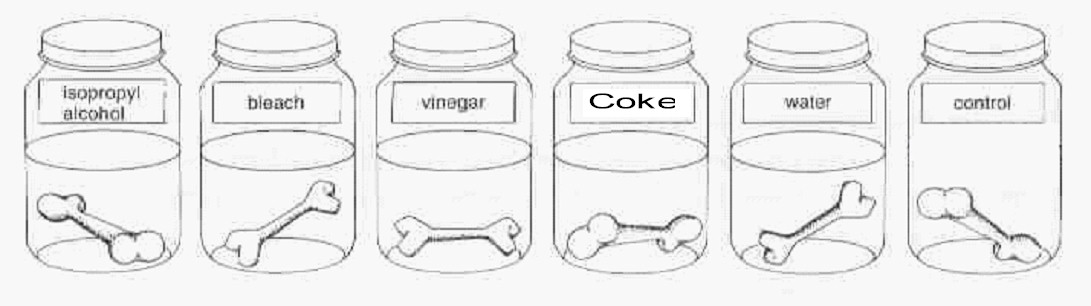 isopropyl
alcohol
bleach
vinegar
Coke
water
control